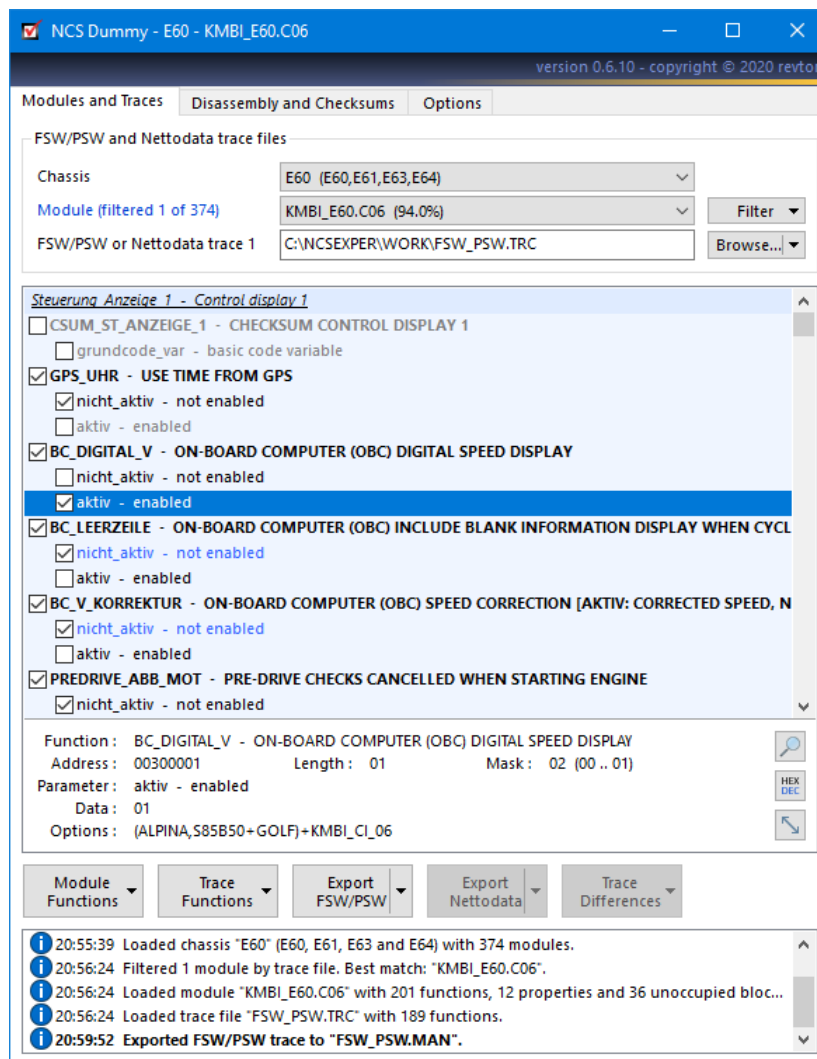 NCS Dummy - E60 - KMBI_E60.C06
version 0.6.10 - copyright © 2020 revtor
Modules and Traces Disassembly and Checksums Options
FSW/PSW and Nettodata trace files
Chassis E60 (E60,E61,E63,E64)
Module (filtered 1 of 374) KMBI_E60.C06 (94.0%) Filter
FSW/PSW or Nettodata trace 1 C:\NCSEXPER\WORK\FSW_PSW.TRC Browse...
Steuerung Anzeige 1 - Control display 1
CSUM_ST_ANZEIGE_1 - CHECKSUM CONTROL DISPLAY 1
grundcode_var - basic code variable
GPS_UHR - USE TIME FROM GPS
nicht_aktiv - not enabled
aktiv - enabled
BC_DIGITAL_V - ON-BOARD COMPUTER (OBC) DIGITAL SPEED DISPLAY
nicht_aktiv - not enabled
aktiv - enabled
BC_LEERZEILE - ON-BOARD COMPUTER (OBC) INCLUDE BLANK INFORMATION DISPLAY WHEN CYCL
nicht_aktiv - not enabled
aktiv - enabled
BC_V_KORREKTUR - ON-BOARD COMPUTER (OBC) SPEED CORRECTION [AKTIV: CORRECTED SPEED, N
nicht_aktiv - not enabled
aktiv - enabled
PREDRIVE_ABB_MOT - PRE-DRIVE CHECKS CANCELLED WHEN STARTING ENGINE
nicht_aktiv - not enabled
Function : BC_DIGITAL_V - ON-BOARD COMPUTER (OBC) DIGITAL SPEED DISPLAY
Address : 00300001 Length : 01 Mask : 02 (00 .. 01)
Parameter : aktiv - enabled
HEX
DEC
Data : 01
Options : (ALPINA,S85B50+GOLF)+KMBI_CI_06
Module Functions Trace Functions Export FSW/PSW Export Nettodata Trace Differences
20:55:39 Loaded chassis "E60" (E60, E61, E63 and E64) with 374 modules.
20:56:24 Filtered 1 module by trace file. Best match: "KMBI_E60.C06".
20:56:24 Loaded module "KMBI_E60.C06" with 201 functions, 12 properties and 36 unoccupied bloc...
20:56:24 Loaded trace file "FSW_PSW.TRC" with 189 functions.
20:59:52 Exported FSW/PSW trace to "FSW_PSW.MAN".